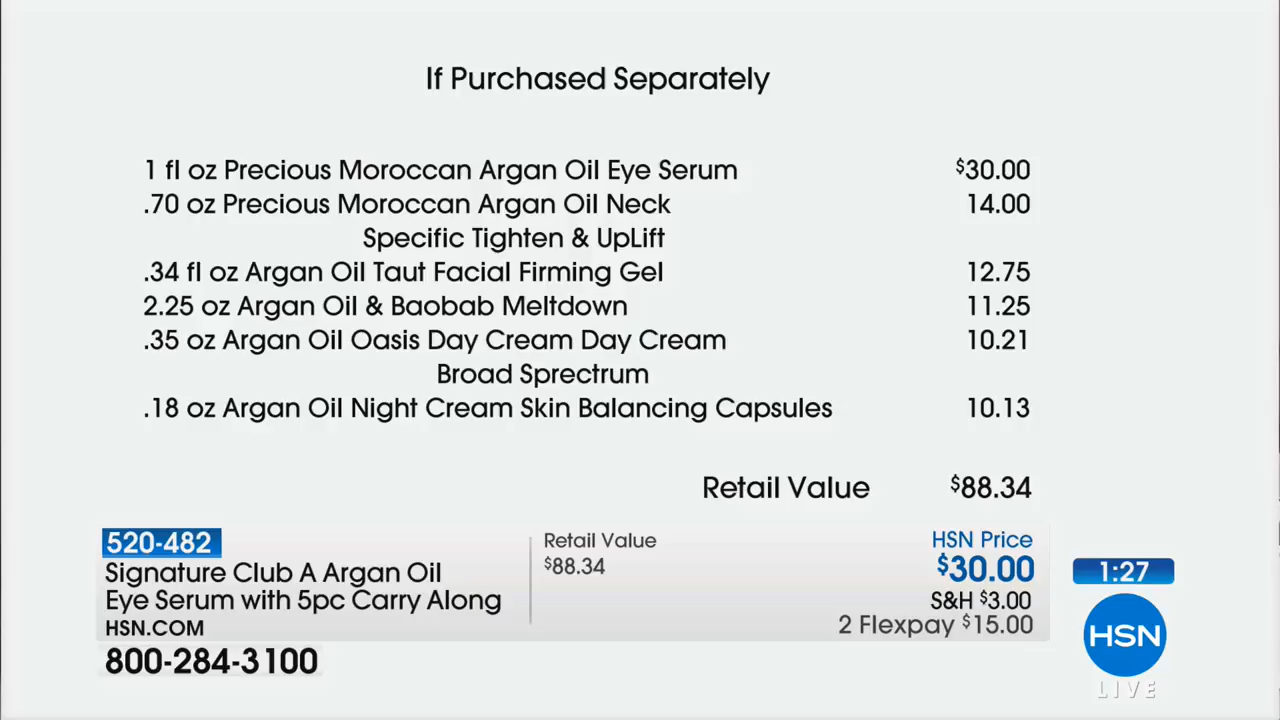 If Purchased Separately
1 fl oz Precious Moroccan Argan Oil Eye Serum $30.00
.70 oz Precious Moroccan Argan Oil Neck 14.00
Specific Tighten & UpLift
.34 fl oz Argan Oil Taut Facial Firming Gel 12.75
2.25 oz Argan Oil & Baobab Meltdown 11.25
.35 oz Argan Oil Oasis Day Cream Day Cream 10.21
Broad Sprectrum
.18 oz Argan Oil Night Cream Skin Balancing Capsules 10.13
Retail Value $88.34
520-482
Signature Club A Argan Oil
Eye Serum with 5pc Carry Along
HSN.COM
800-284-3100
Retail Value
$88.34
HSN Price
$30.00
S&H $3.00
2 Flexpay $15.00
1:27
HSN
LIVE